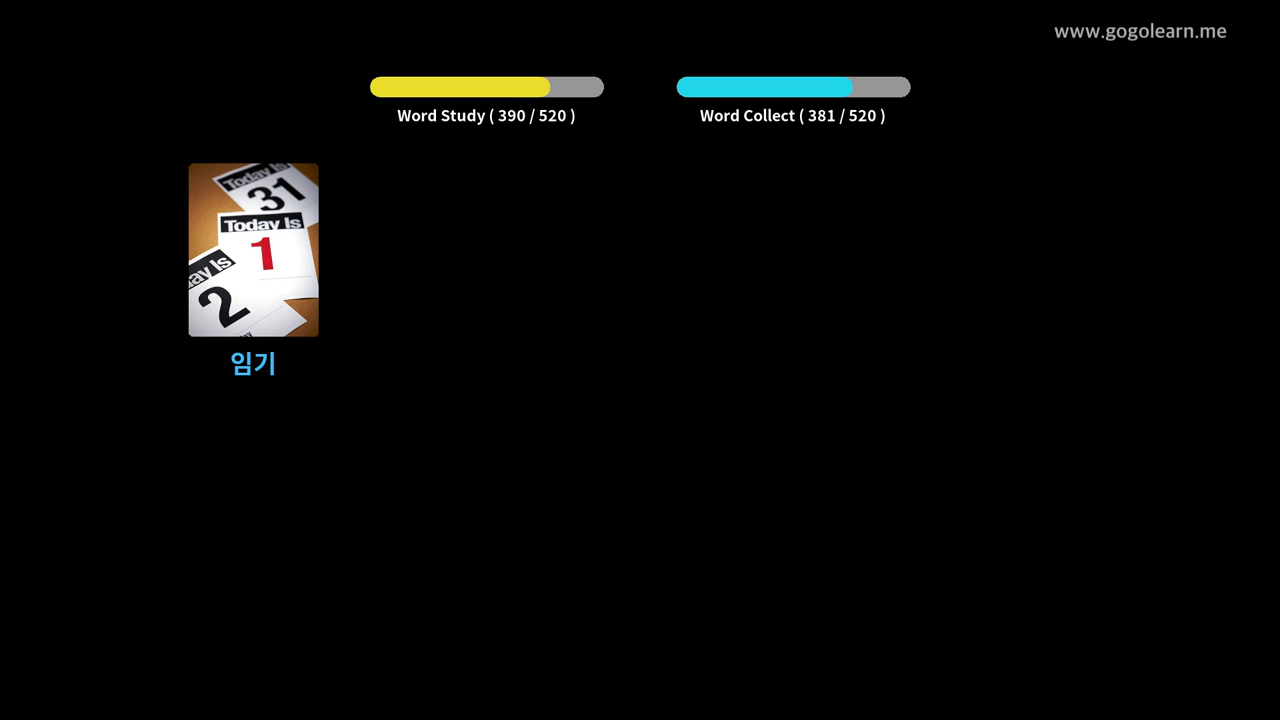 www.gogolearn.me
Word Study ( 390 / 520 )
Word Collect ( 381 / 520 )
Today Is
31
Today Is
1
ay Is
2
임기